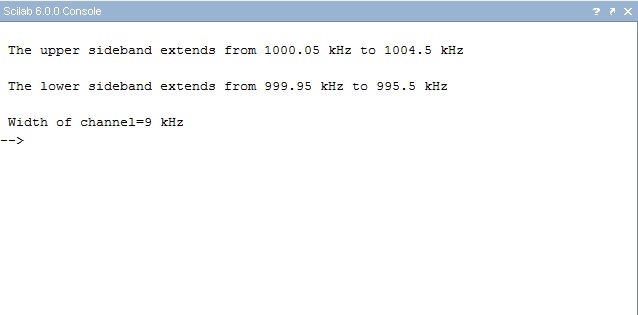 Scilab 6.0.0 Console
The upper sideband extends from 1000.05 kHz to 1004.5 kHz
The lower sideband extends from 999.95 kHz to 995.5 kHz
Width of channel=9 kHz
-->